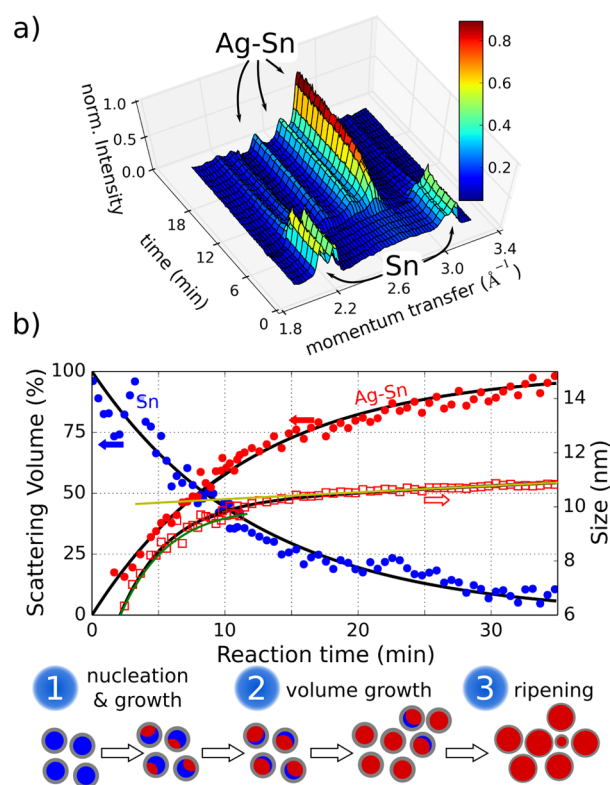 a)
Ag-Sn
norm. Intensity
1.0
0.5
0.0
0.8
0.6
0.4
0.2
18
12
6
0
time (min)
Sn
1.8
2.2
2.6
3.0
3.4
momentum transfer (Å⁻¹)
b)
100
75
50
25
0
Scattering Volume (%)
Sn
Ag-Sn
14
12
10
8
6
Size (nm)
0
10
20
30
Reaction time (min)
1 nucleation
& growth
2 volume growth
3 ripening